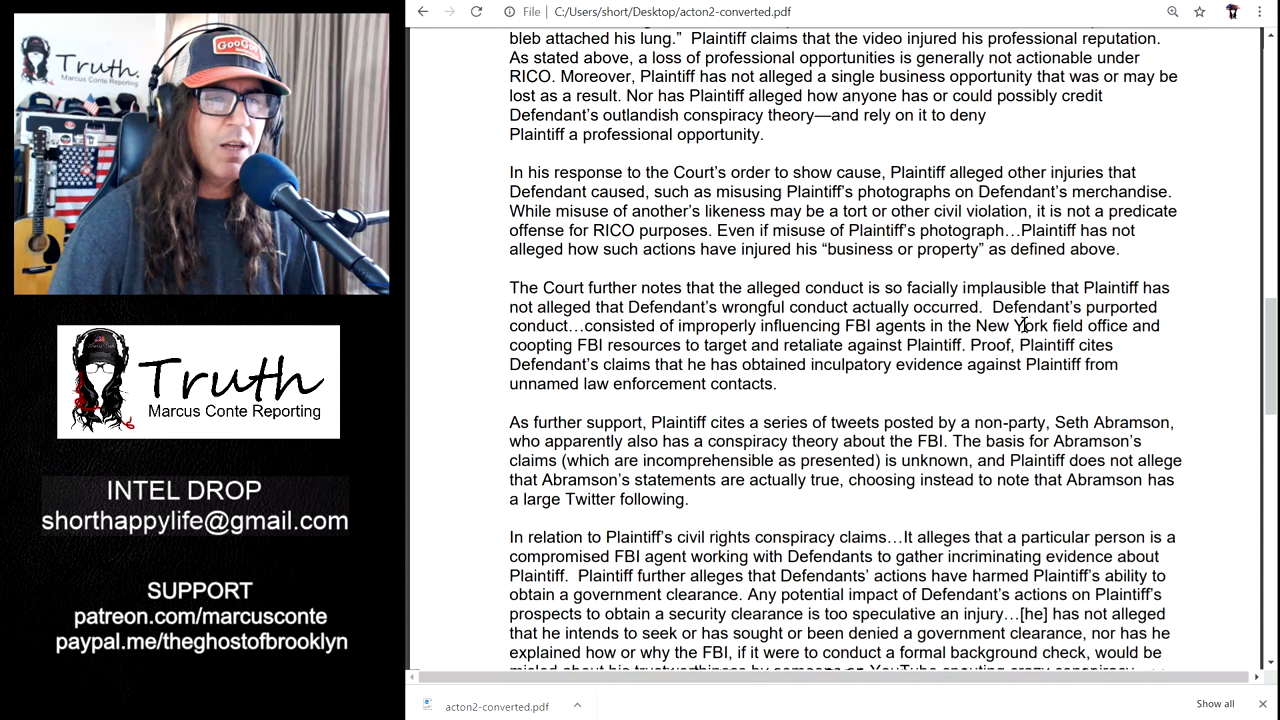 File
C:/Users/short/Desktop/acton2-converted.pdf
bleb attached his lung.”  Plaintiff claims that the video injured his professional reputation.
As stated above, a loss of professional opportunities is generally not actionable under
RICO. Moreover, Plaintiff has not alleged a single business opportunity that was or may be
lost as a result. Nor has Plaintiff alleged how anyone has or could possibly credit
Defendant’s outlandish conspiracy theory—and rely on it to deny
Plaintiff a professional opportunity.
In his response to the Court’s order to show cause, Plaintiff alleged other injuries that
Defendant caused, such as misusing Plaintiff’s photographs on Defendant’s merchandise.
While misuse of another’s likeness may be a tort or other civil violation, it is not a predicate
offense for RICO purposes. Even if misuse of Plaintiff’s photograph…Plaintiff has not
alleged how such actions have injured his “business or property” as defined above.
The Court further notes that the alleged conduct is so facially implausible that Plaintiff has
not alleged that Defendant’s wrongful conduct actually occurred.  Defendant’s purported
conduct…consisted of improperly influencing FBI agents in the New York field office and
coopting FBI resources to target and retaliate against Plaintiff. Proof, Plaintiff cites
Defendant’s claims that he has obtained inculpatory evidence against Plaintiff from
unnamed law enforcement contacts.
As further support, Plaintiff cites a series of tweets posted by a non-party, Seth Abramson,
who apparently also has a conspiracy theory about the FBI. The basis for Abramson’s
claims (which are incomprehensible as presented) is unknown, and Plaintiff does not allege
that Abramson’s statements are actually true, choosing instead to note that Abramson has
a large Twitter following.
In relation to Plaintiff’s civil rights conspiracy claims…It alleges that a particular person is a
compromised FBI agent working with Defendants to gather incriminating evidence about
Plaintiff.  Plaintiff further alleges that Defendants’ actions have harmed Plaintiff’s ability to
obtain a government clearance. Any potential impact of Defendant’s actions on Plaintiff’s
prospects to obtain a security clearance is too speculative an injury…[he] has not alleged
that he intends to seek or has sought or been denied a government clearance, nor has he
explained how or why the FBI, if it were to conduct a formal background check, would be
misled about his trustworthiness by someone on YouTube spouting crazy conspiracy
acton2-converted.pdf
Show all
Truth.
Marcus Conte Reporting
GooGoo
Truth
Marcus Conte Reporting
INTEL DROP
shorthappylife@gmail.com
SUPPORT
patreon.com/marcusconte
paypal.me/theghostofbrooklyn